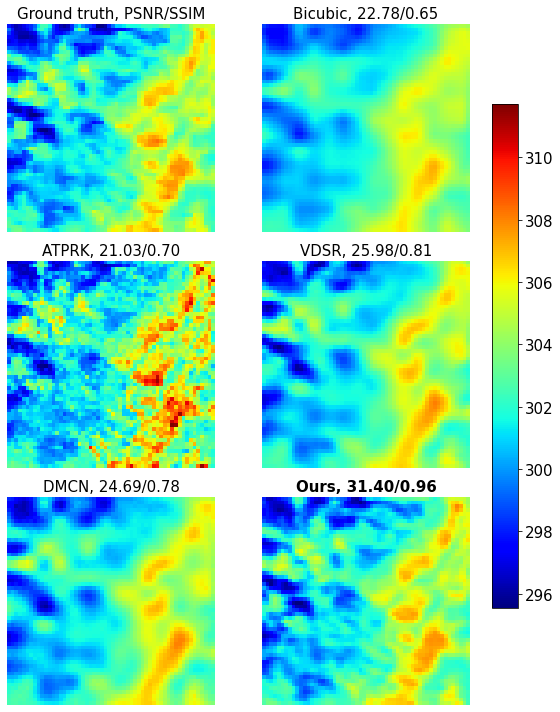 Ground truth, PSNR/SSIM
Bicubic, 22.78/0.65
ATPRK, 21.03/0.70
VDSR, 25.98/0.81
DMCN, 24.69/0.78
Ours, 31.40/0.96
310
308
306
304
302
300
298
296